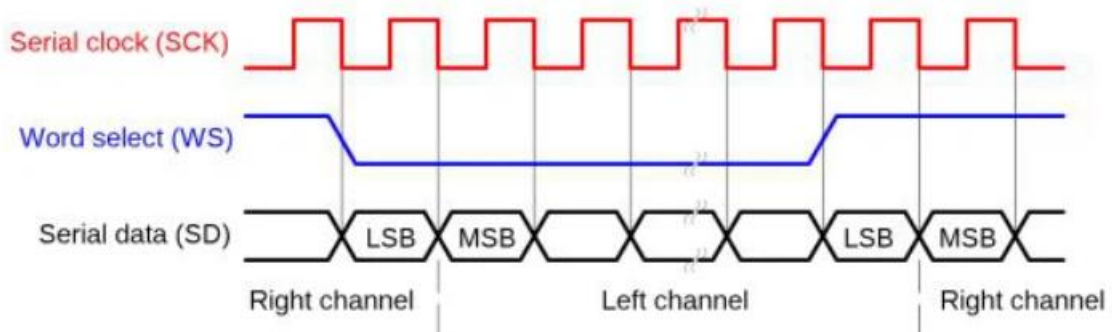 Serial clock (SCK)
Word select (WS)
Serial data (SD) LSB MSB LSB MSB
Right channel Left channel Right channel